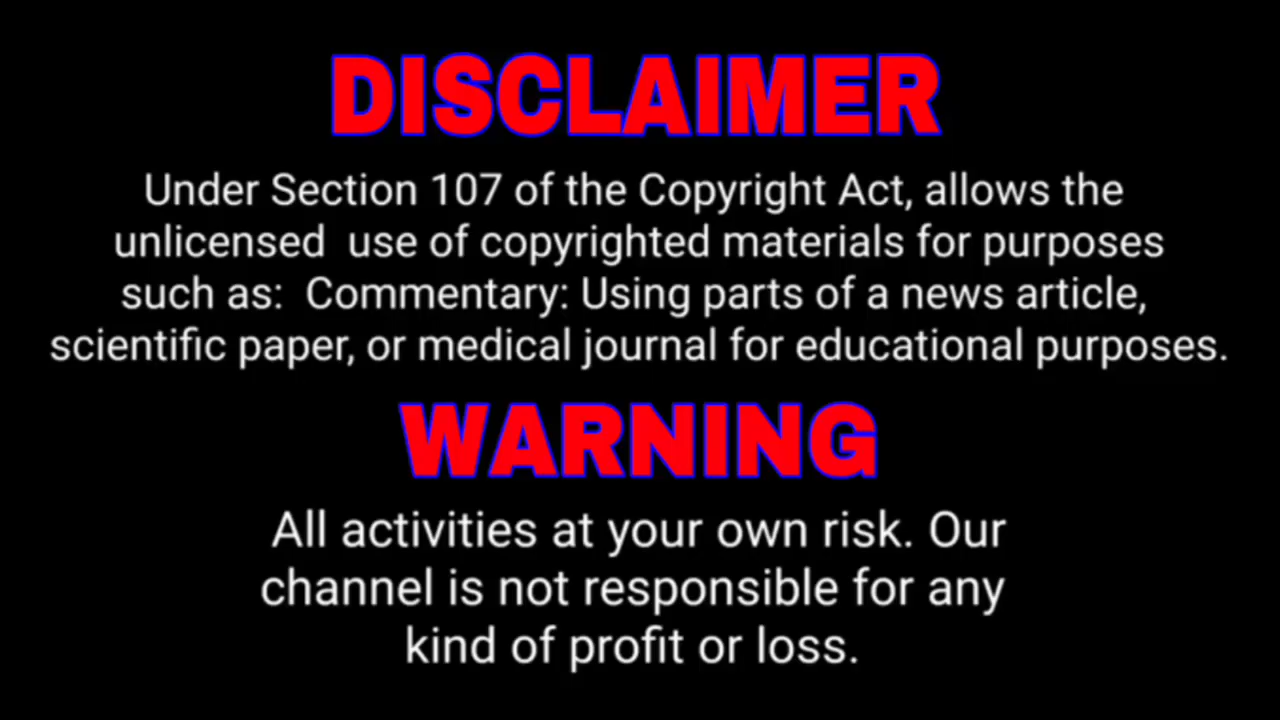 DISCLAIMER
Under Section 107 of the Copyright Act, allows the
unlicensed  use of copyrighted materials for purposes
such as:  Commentary: Using parts of a news article,
scientific paper, or medical journal for educational purposes.
WARNING
All activities at your own risk. Our
channel is not responsible for any
kind of profit or loss.